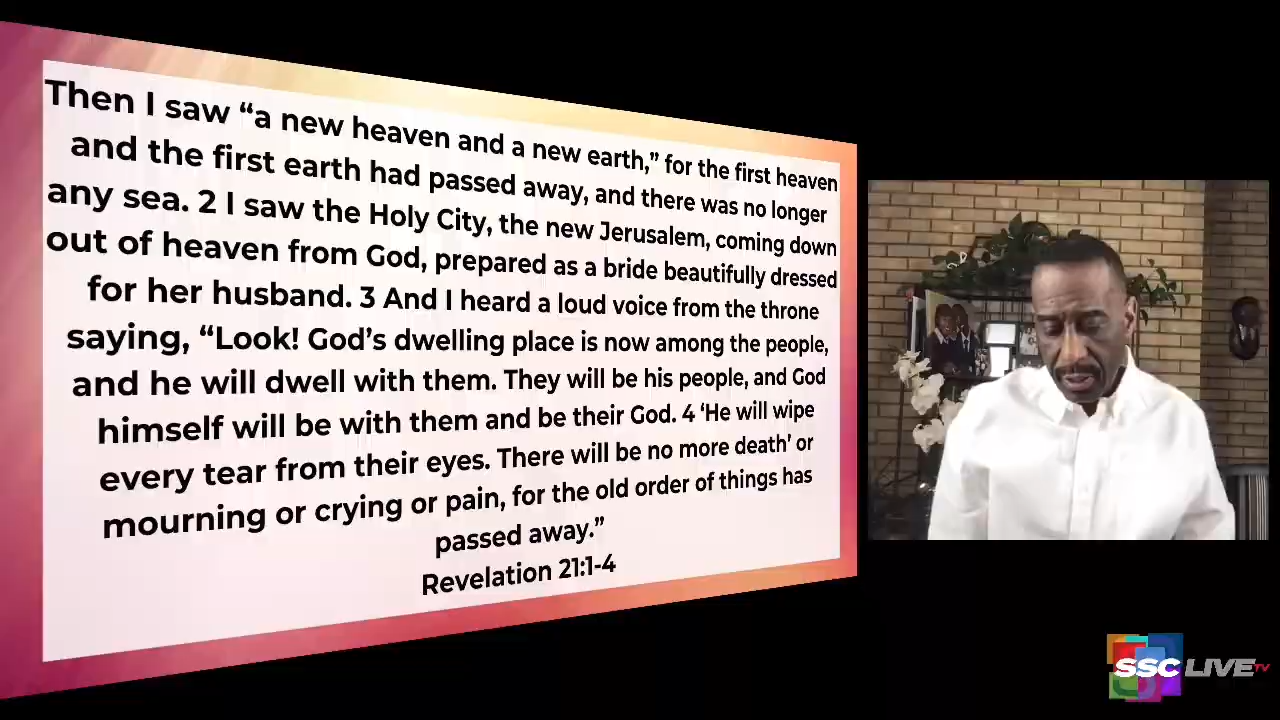 Then I saw “a new heaven and a new earth,” for the first heaven
and the first earth had passed away, and there was no longer
any sea. 2 I saw the Holy City, the new Jerusalem, coming down
out of heaven from God, prepared as a bride beautifully dressed
for her husband. 3 And I heard a loud voice from the throne
saying, “Look! God’s dwelling place is now among the people,
and he will dwell with them. They will be his people, and God
himself will be with them and be their God. 4 ‘He will wipe
every tear from their eyes. There will be no more death’ or
mourning or crying or pain, for the old order of things has
passed away.”
Revelation 21:1-4
SSC LIVE TV